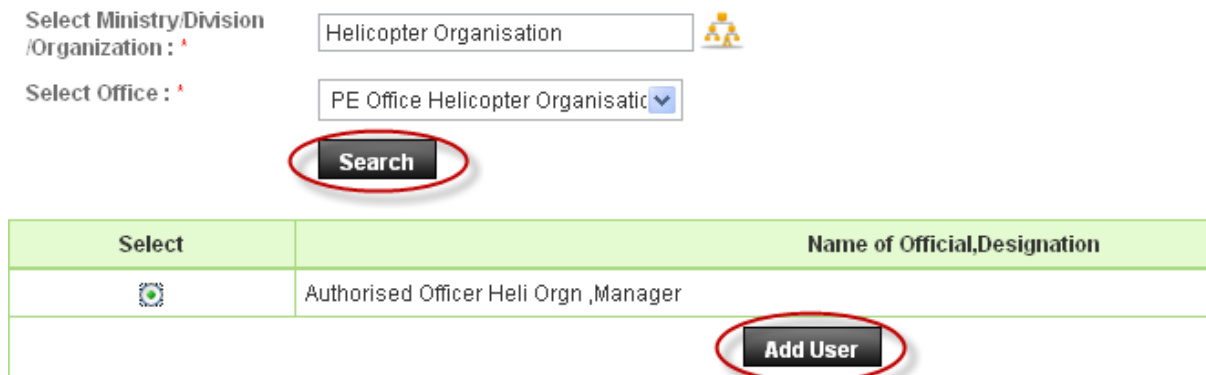 Select Ministry/Division
/Organization : *
Helicopter Organisation
Select Office : *
PE Office Helicopter Organisatic
Search
Select
Name of Official,Designation
Authorised Officer Heli Orgn ,Manager
Add User